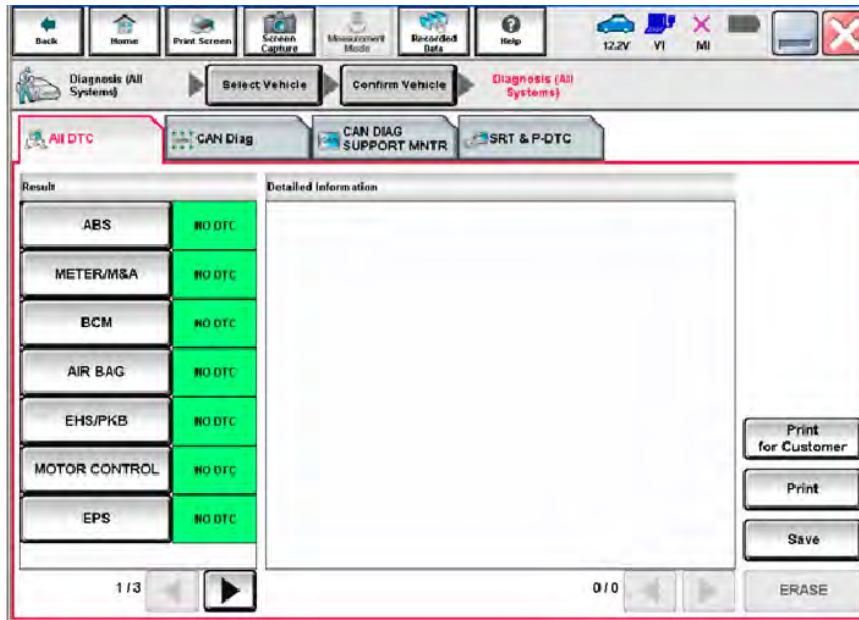 Back
Home
Print Screen
Screen
Capture
Measurement
Mode
Recorded
Data
Help
12.2V
VI
MI
Diagnosis (All
Systems)
Select Vehicle
Confirm Vehicle
Diagnosis (All
Systems)
All DTC
CAN Diag
CAN DIAG
SUPPORT MNTR
SRT & P-DTC
Result
Detailed Information
ABS
NO DTC
METER/M&A
NO DTC
BCM
NO DTC
AIR BAG
NO DTC
EHS/PKB
NO DTC
MOTOR CONTROL
NO DTC
EPS
NO DTC
Print
for Customer
Print
Save
1/3
0/0
ERASE